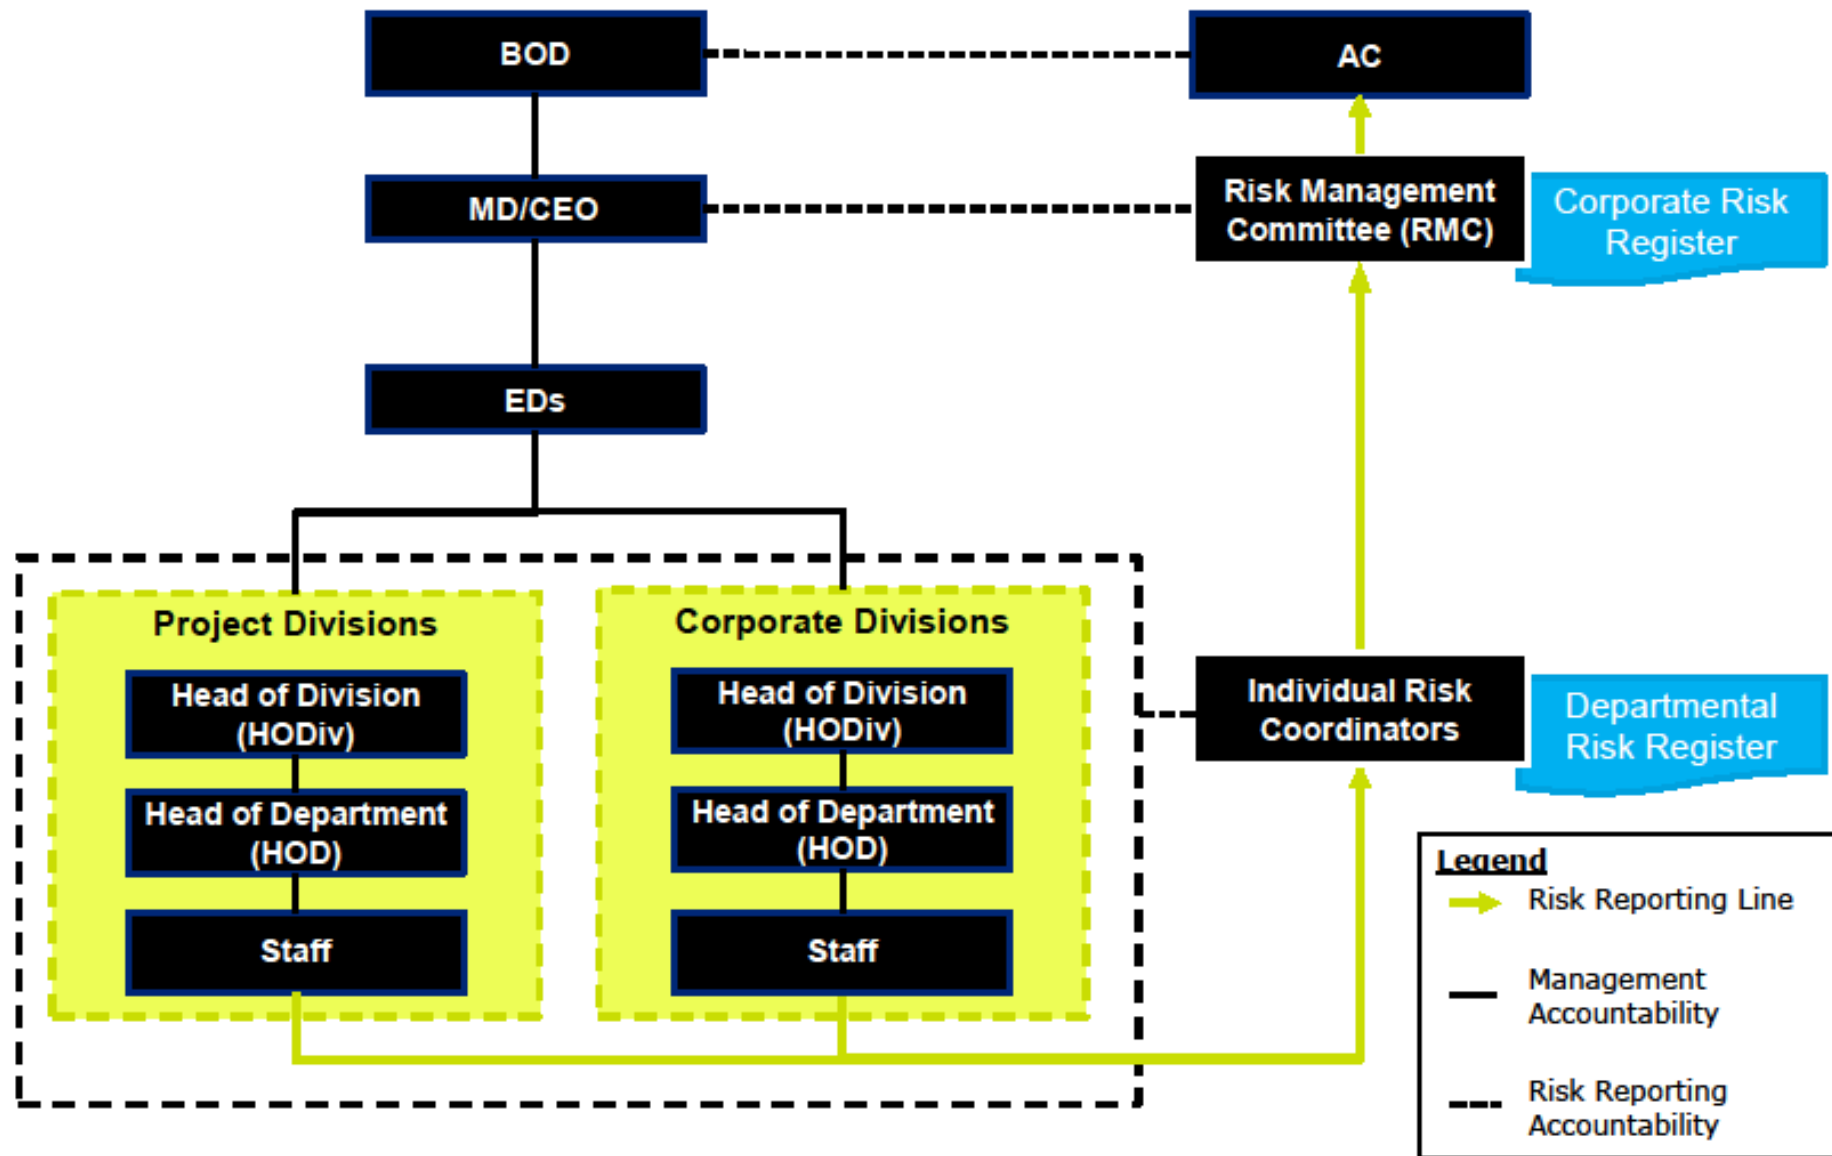 BOD
AC
MD/CEO
Risk Management
Committee (RMC)
Corporate Risk
Register
EDs
Project Divisions
Head of Division
(HODiv)
Head of Department
(HOD)
Staff
Corporate Divisions
Head of Division
(HODiv)
Head of Department
(HOD)
Staff
Individual Risk
Coordinators
Departmental
Risk Register
Legend
Risk Reporting Line
Management
Accountability
Risk Reporting
Accountability